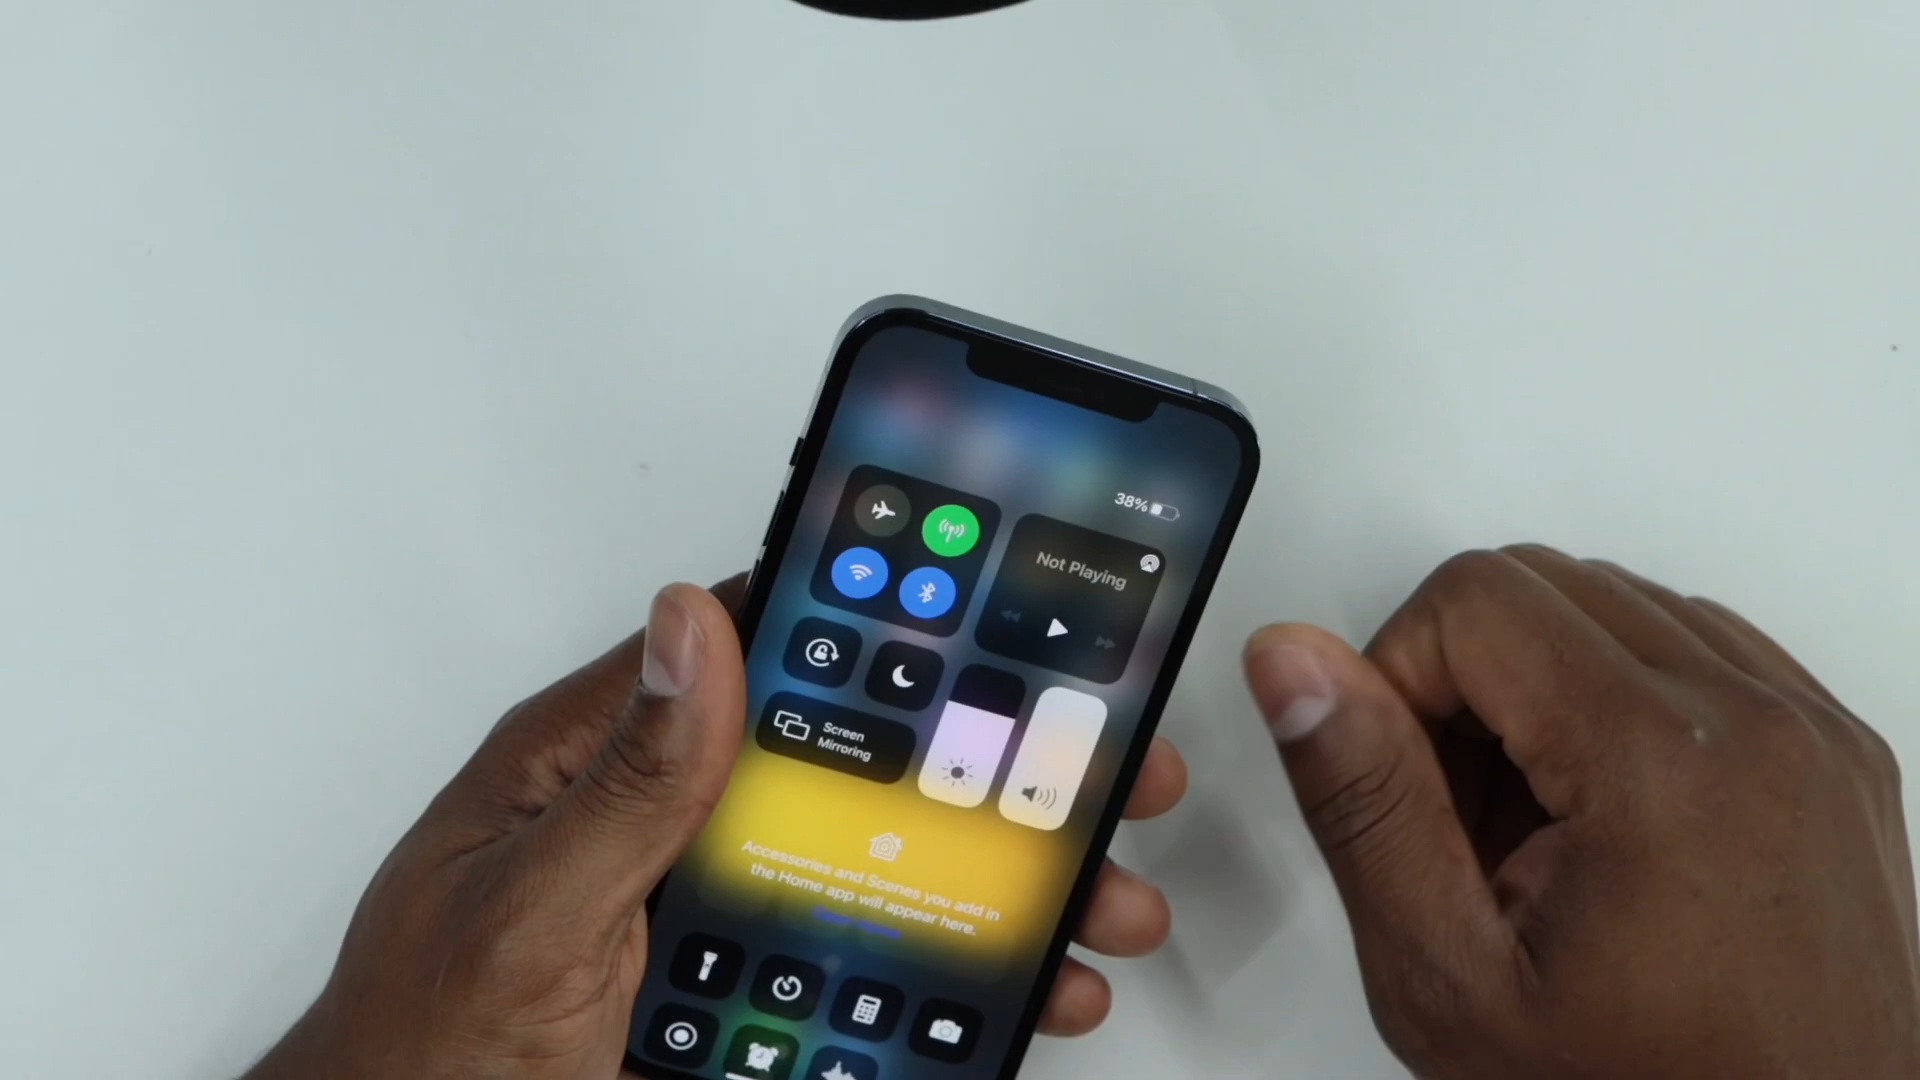 38%
Not Playing
Screen
Mirroring
Accessories and Scenes you add in
the Home app will appear here.